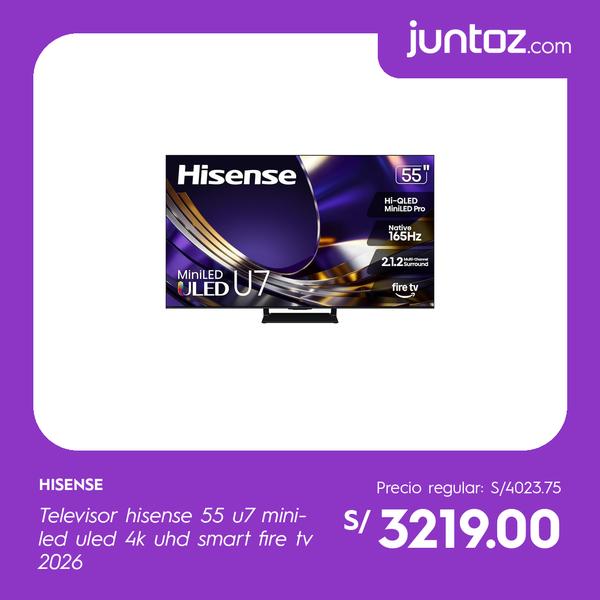 juntoz.com
Hisense
55"
Hi-QLED
MiniLED Pro
Native
165Hz
2.1.2 Multi-Channel
Surround
MiniLED
ULED U7
fire tv
HISENSE
Precio regular: S/4023.75
Televisor hisense 55 u7 mini-
led uled 4k uhd smart fire tv
2026
S/ 3219.00